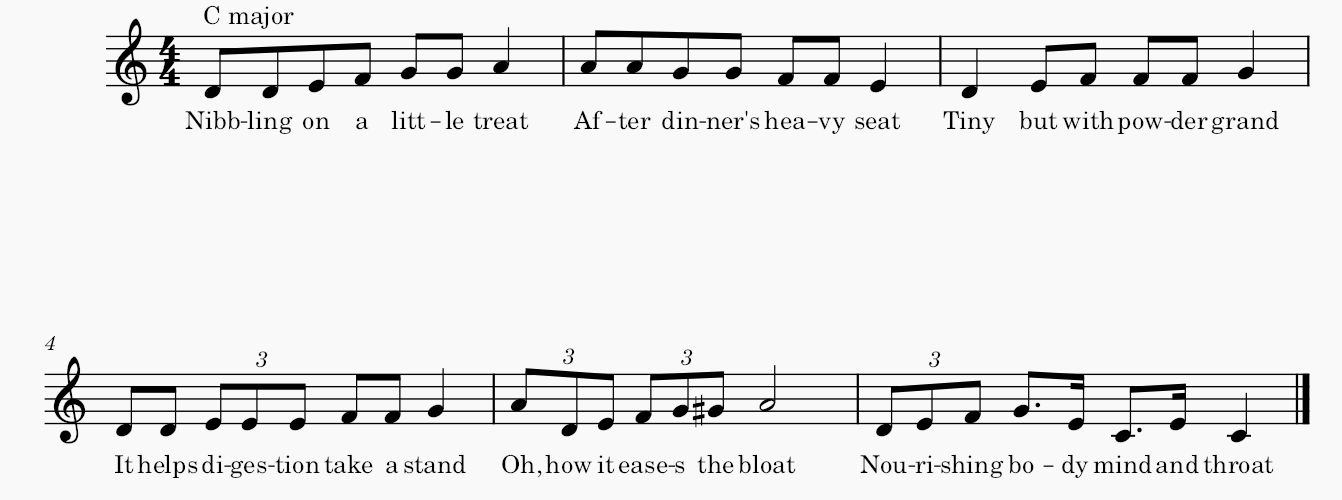 C major
4 4
Nibb-ling on a litt-le treat Af-ter din-ner's hea-vy seat Tiny but with pow-der grand
4 3
It helps di-ges-tion take a stand Oh, how it ease-s the bloat Nou-ri-shing bo-dy mind and throat
3 3 3